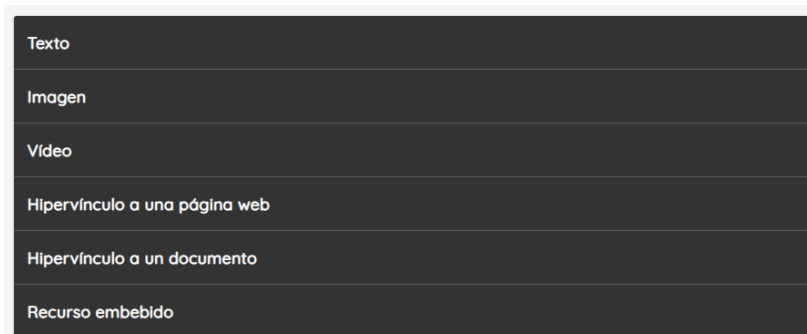 Texto
Imagen
Vídeo
Hipervínculo a una página web
Hipervínculo a un documento
Recurso embebido